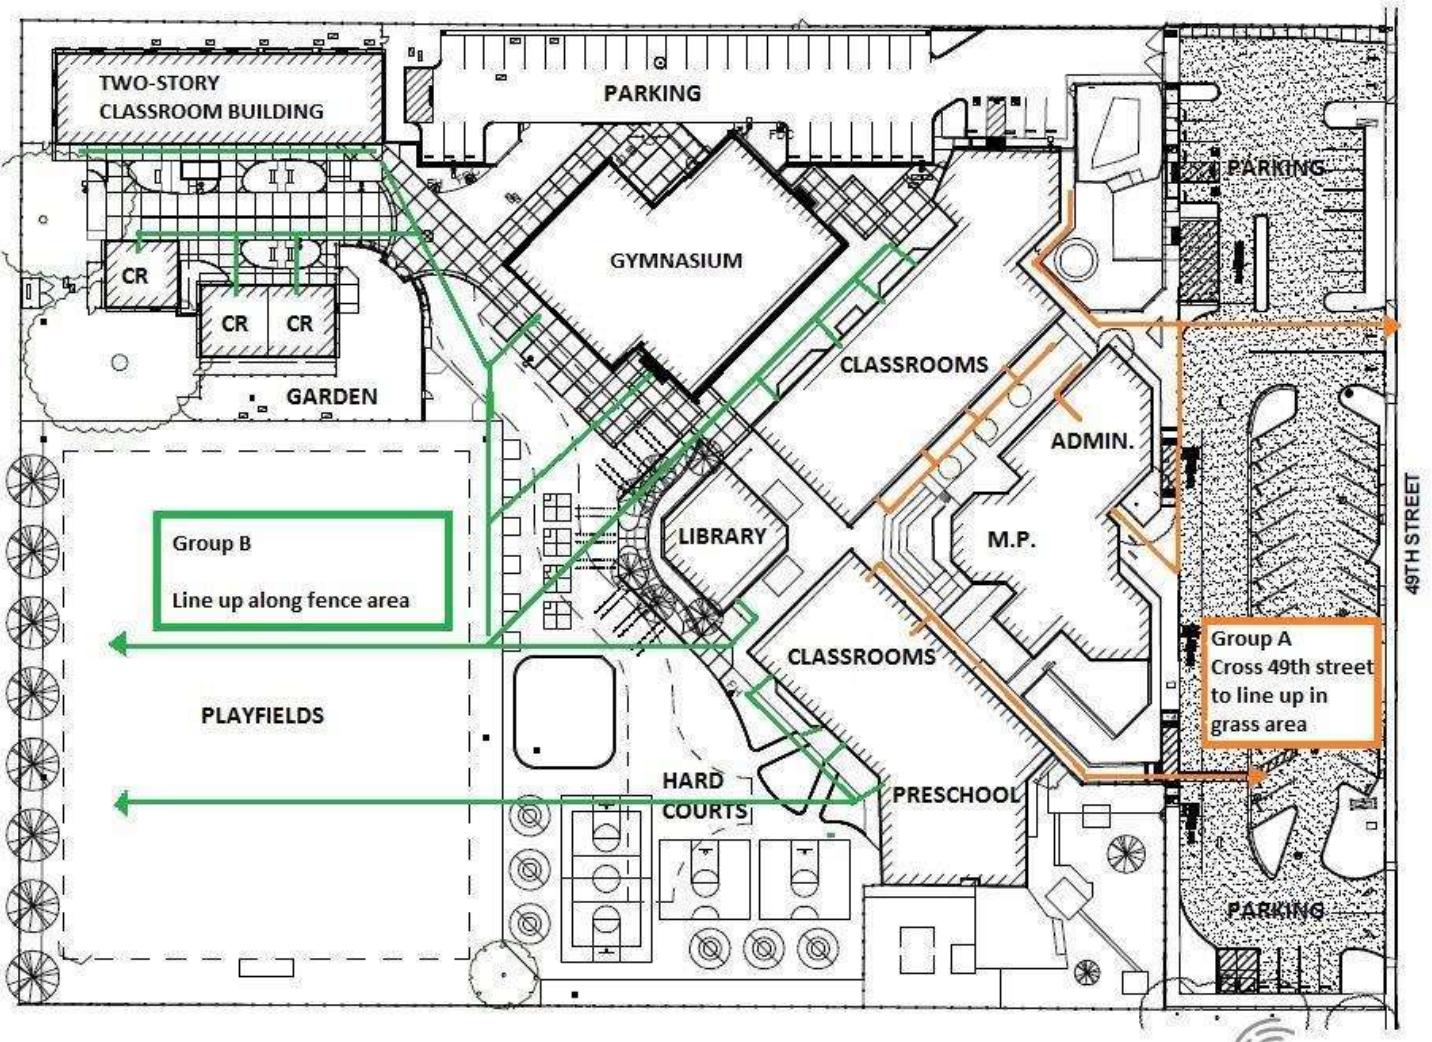 TWO-STORY
CLASSROOM BUILDING
PARKING
PARKING
GYMNASIUM
CR
CR
CR
GARDEN
CLASSROOMS
ADMIN.
49TH STREET
Group B
Line up along fence area
LIBRARY
M.P.
Group A
Cross 49th street
to line up in
grass area
CLASSROOMS
PLAYFIELDS
HARD
COURTS
PRESCHOOL
PARKING